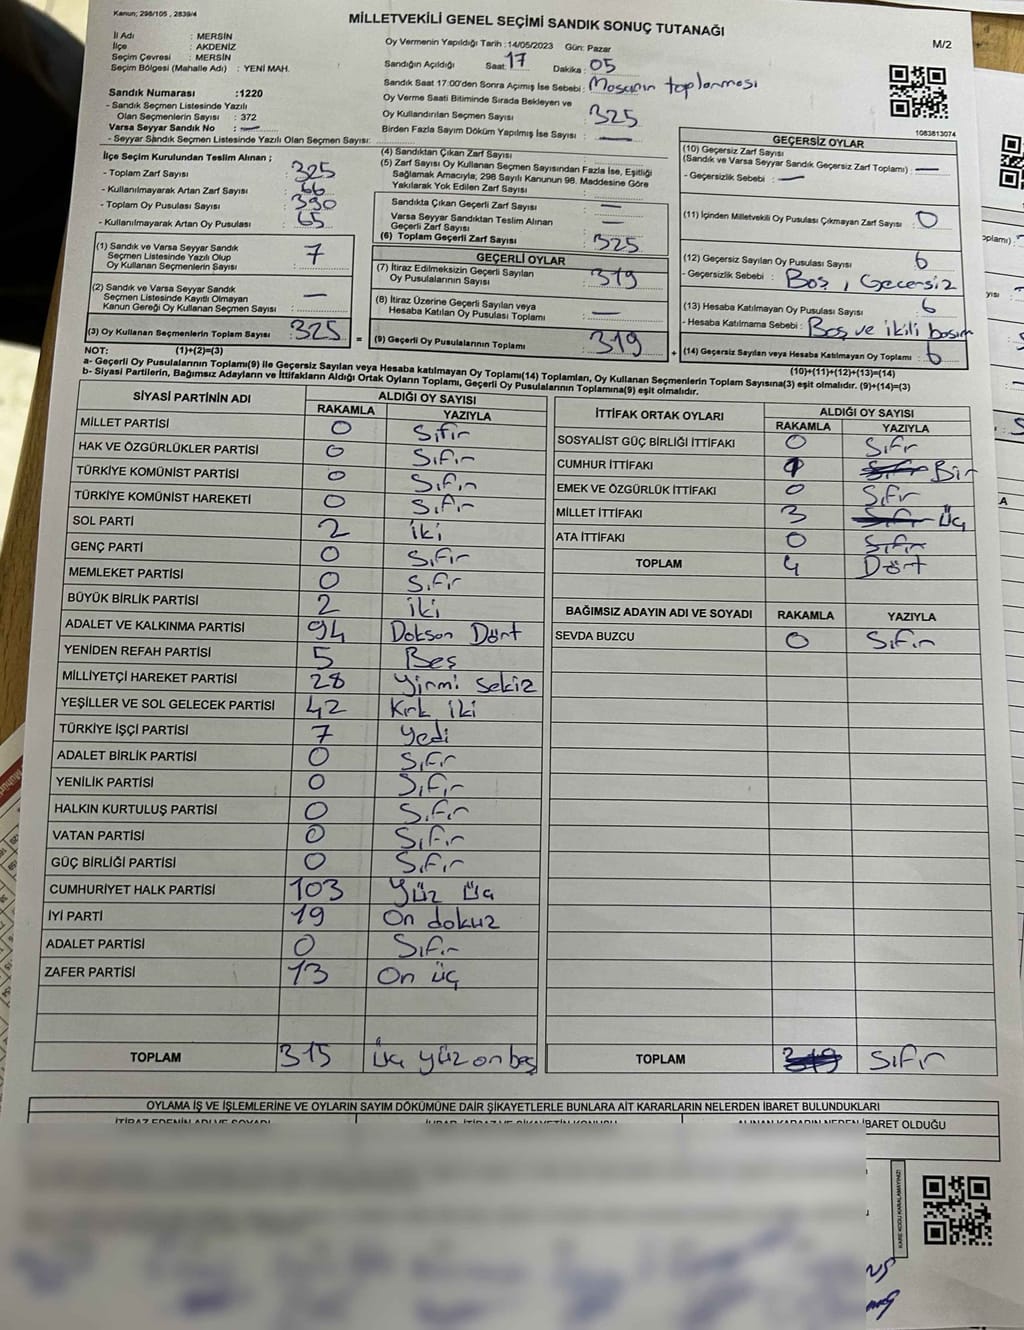 Kanun; 298/105 , 2839/4
MİLLETVEKİLİ GENEL SEÇİMİ SANDIK SONUÇ TUTANAĞI
M/2
İl Adı : MERSİN
İlçe : AKDENİZ
Seçim Çevresi : MERSİN
Seçim Bölgesi (Mahalle Adı) : YENİ MAH.
Sandık Numarası :1220
- Sandık Seçmen Listesinde Yazılı
Olan Seçmenlerin Sayısı : 372
Varsa Seyyar Sandık No : —
- Seyyar Sandık Seçmen Listesinde Yazılı Olan Seçmen Sayısı:
Oy Vermenin Yapıldığı Tarih :14/05/2023 Gün: Pazar
Sandığın Açıldığı Saat: 17 Dakika: 05
Sandık Saat 17:00'den Sonra Açımış İse Sebebi: Masanın toplanması
Oy Verme Saati Bitiminde Sırada Bekleyen ve
Oy Kullandırılan Seçmen Sayısı : 325
Birden Fazla Sayım Döküm Yapılmış İse Sayısı : —
1083813074
İlçe Seçim Kurulundan Teslim Alınan ;
- Toplam Zarf Sayısı : 325
- Kullanılmayarak Artan Zarf Sayısı : 66
- Toplam Oy Pusulası Sayısı : 390
- Kullanılmayarak Artan Oy Pusulası : 65
(1) Sandık ve Varsa Seyyar Sandık
Seçmen Listesinde Yazılı Olup
Oy Kullanan Seçmenlerin Sayısı : 7
(2) Sandık ve Varsa Seyyar Sandık
Seçmen Listesinde Kayıtlı Olmayan
Kanun Gereği Oy Kullanan Seçmen Sayısı : —
(3) Oy Kullanan Seçmenlerin Toplam Sayısı : 325
=
(4) Sandıktan Çıkan Zarf Sayısı
(5) Zarf Sayısı Oy Kullanan Seçmen Sayısından Fazla İse, Eşitliği
Sağlamak Amacıyla, 298 Sayılı Kanunun 98. Maddesine Göre
Yakılarak Yok Edilen Zarf Sayısı :
Sandıkta Çıkan Geçerli Zarf Sayısı : —
Varsa Seyyar Sandıktan Teslim Alınan
Geçerli Zarf Sayısı : —
(6) Toplam Geçerli Zarf Sayısı : 325
GEÇERLİ OYLAR
(7) İtiraz Edilmeksizin Geçerli Sayılan
Oy Pusulalarının Sayısı : 319
(8) İtiraz Üzerine Geçerli Sayılan veya
Hesaba Katılan Oy Pusulası Toplamı : —
(9) Geçerli Oy Pusulalarının Toplamı : 319
+
GEÇERSİZ OYLAR
(10) Geçersiz Zarf Sayısı
(Sandık ve Varsa Seyyar Sandık Geçersiz Zarf Toplamı) : —
- Geçersizlik Sebebi : —
(11) İçinden Milletvekili Oy Pusulası Çıkmayan Zarf Sayısı : 0
(12) Geçersiz Sayılan Oy Pusulası Sayısı : 6
- Geçersizlik Sebebi : Boş, Geçersiz
(13) Hesaba Katılmayan Oy Pusulası Sayısı : 6
- Hesaba Katılmama Sebebi : Boş ve ikili basım
(14) Geçersiz Sayılan veya Hesaba Katılmayan Oy Toplamı : 6
NOT: (1)+(2)=(3)
(10)+(11)+(12)+(13)=(14)
a- Geçerli Oy Pusulalarının Toplamı(9) ile Geçersiz Sayılan veya Hesaba katılmayan Oy Toplamı(14) Toplamları, Oy Kullanan Seçmenlerin Toplam Sayısına(3) eşit olmalıdır. (9)+(14)=(3)
b- Siyasi Partilerin, Bağımsız Adayların ve İttifakların Aldığı Ortak Oyların Toplamı, Geçerli Oy Pusulalarının Toplamına(9) eşit olmalıdır.
SİYASİ PARTİNİN ADI ALDIĞI OY SAYISI
RAKAMLA YAZIYLA
MİLLET PARTİSİ 0 Sıfır
HAK VE ÖZGÜRLÜKLER PARTİSİ 0 Sıfır
TÜRKİYE KOMÜNİST PARTİSİ 0 Sıfır
TÜRKİYE KOMÜNİST HAREKETİ 0 Sıfır
SOL PARTİ 2 iki
GENÇ PARTİ 0 Sıfır
MEMLEKET PARTİSİ 0 Sıfır
BÜYÜK BİRLİK PARTİSİ 2 iki
ADALET VE KALKINMA PARTİSİ 94 Doksan Dört
YENİDEN REFAH PARTİSİ 5 Beş
MİLLİYETÇİ HAREKET PARTİSİ 28 Yirmi Sekiz
YEŞİLLER VE SOL GELECEK PARTİSİ 42 Kırk iki
TÜRKİYE İŞÇİ PARTİSİ 7 Yedi
ADALET BİRLİK PARTİSİ 0 Sıfır
YENİLİK PARTİSİ 0 Sıfır
HALKIN KURTULUŞ PARTİSİ 0 Sıfır
VATAN PARTİSİ 0 Sıfır
GÜÇ BİRLİĞİ PARTİSİ 0 Sıfır
CUMHURİYET HALK PARTİSİ 103 Yüz üç
İYİ PARTİ 19 On dokuz
ADALET PARTİSİ 0 Sıfır
ZAFER PARTİSİ 13 On üç
TOPLAM 315 Üç yüz on beş
İTTİFAK ORTAK OYLARI ALDIĞI OY SAYISI
RAKAMLA YAZIYLA
SOSYALİST GÜÇ BİRLİĞİ İTTİFAKI 0 Sıfır
CUMHUR İTTİFAKI 1 Sıfır Bir
EMEK VE ÖZGÜRLÜK İTTİFAKI 0 Sıfır
MİLLET İTTİFAKI 3 Sıfır Üç
ATA İTTİFAKI 0 Sıfır
TOPLAM 4 Dört
BAĞIMSIZ ADAYIN ADI VE SOYADI RAKAMLA YAZIYLA
SEVDA BUZCU 0 Sıfır
TOPLAM 319 Sıfır
OYLAMA İŞ VE İŞLEMLERİNE VE OYLARIN SAYIM DÖKÜMÜNE DAİR ŞİKAYETLERLE BUNLARA AİT KARARLARIN NELERDEN İBARET BULUNDUKLARI
İTİRAZ EDENİN ADI VE SOYADI İHBAR, İTİRAZ VE ŞİKAYETİN KONUSU ALINAN KARARIN NEDEN İBARET OLDUĞU
KARE KODU KARALAMAYINIZ!